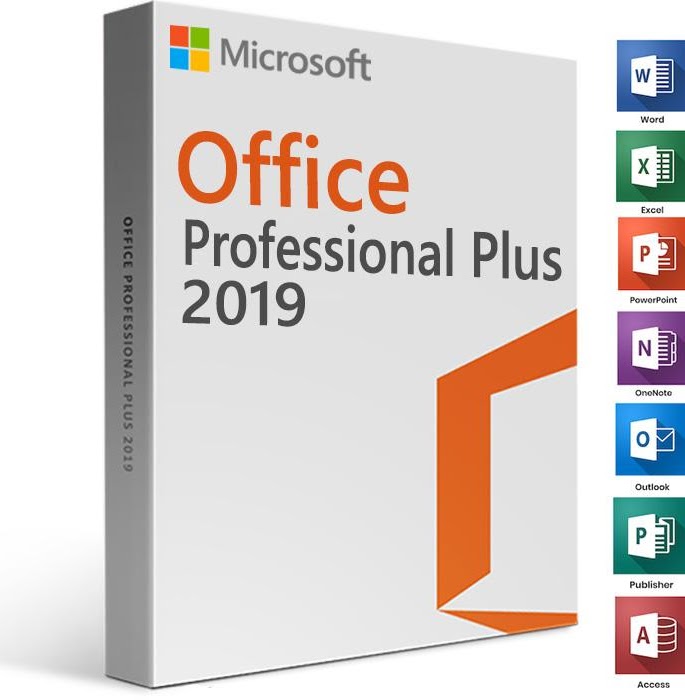 Microsoft
Office
Professional Plus
2019
OFFICE PROFESSIONAL PLUS 2019
W
Word
X
Excel
P
PowerPoint
N
OneNote
O
Outlook
P
Publisher
A
Access